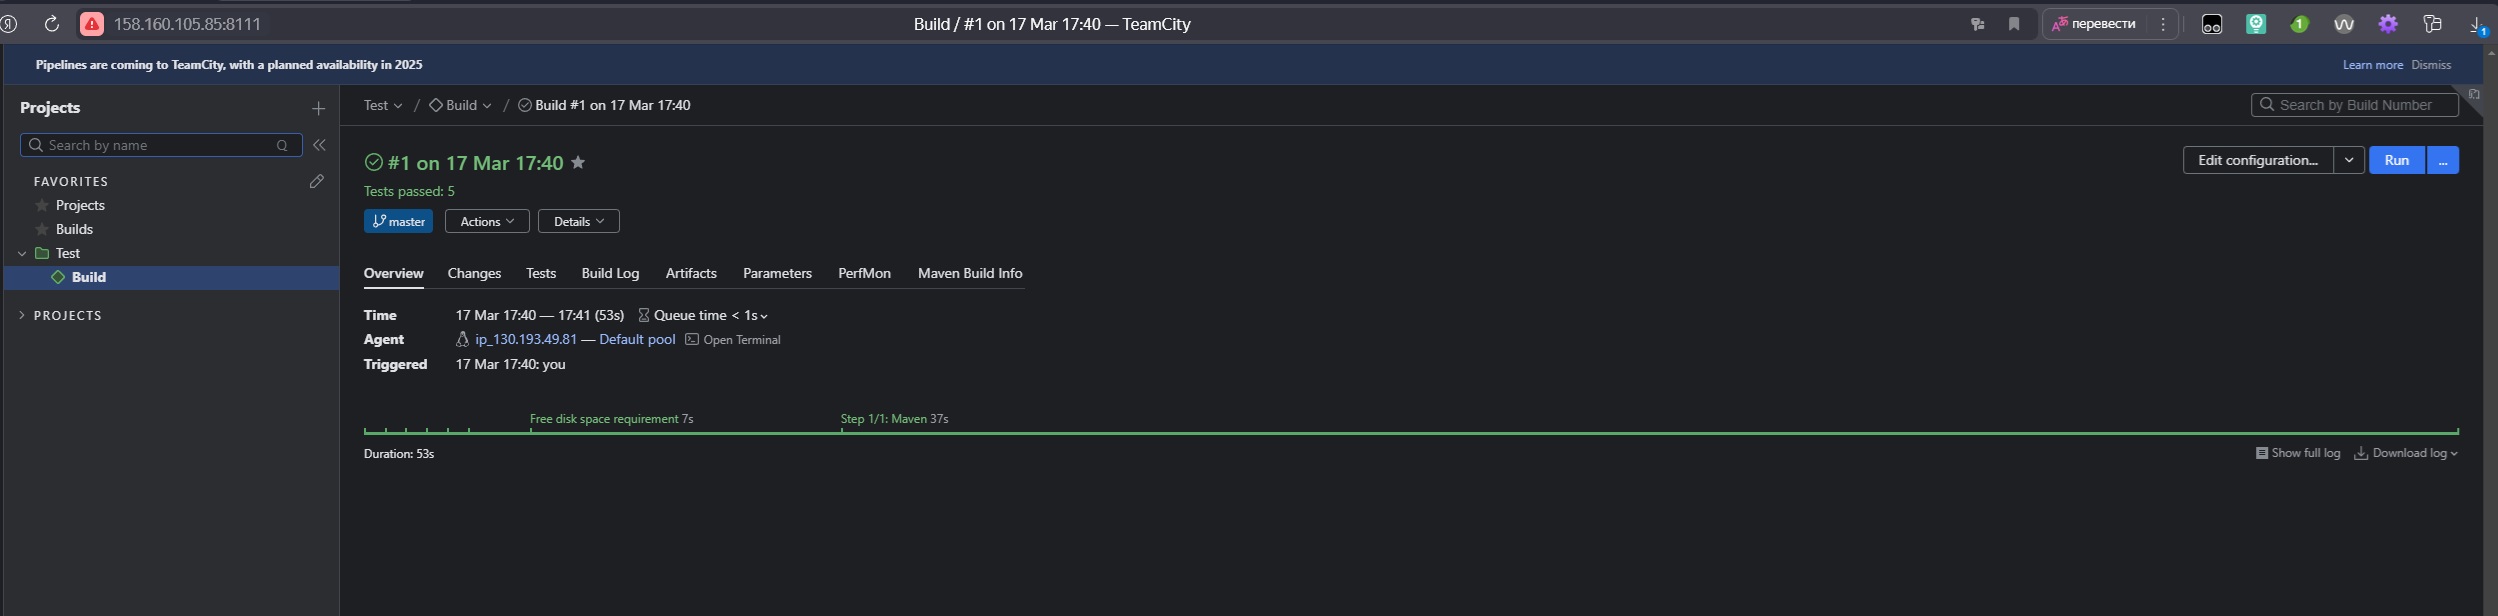 158.160.105.85:8111
Build / #1 on 17 Mar 17:40 — TeamCity
перевести
1
1
Pipelines are coming to TeamCity, with a planned availability in 2025
Learn more Dismiss
Projects
Search by name Q
FAVORITES
Projects
Builds
Test
Build
PROJECTS
Test / Build / Build #1 on 17 Mar 17:40
Search by Build Number
#1 on 17 Mar 17:40
Edit configuration... Run ...
Tests passed: 5
master Actions Details
Overview Changes Tests Build Log Artifacts Parameters PerfMon Maven Build Info
Time 17 Mar 17:40 — 17:41 (53s) Queue time < 1s
Agent ip_130.193.49.81 — Default pool Open Terminal
Triggered 17 Mar 17:40: you
Free disk space requirement 7s Step 1/1: Maven 37s
Duration: 53s Show full log Download log